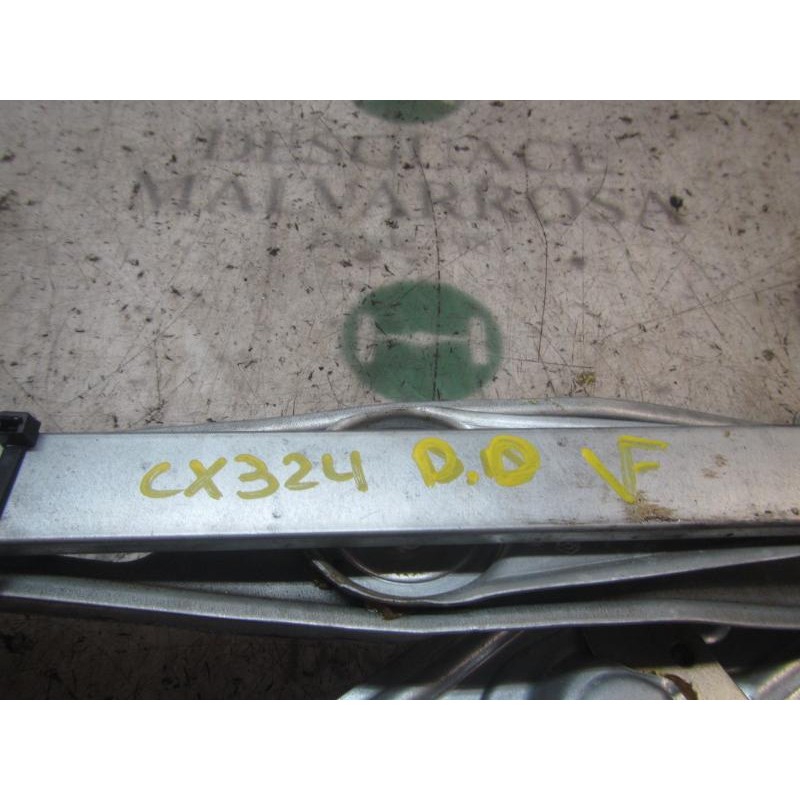 DESGUACE
MALVARROSA
CX324 D.D VF